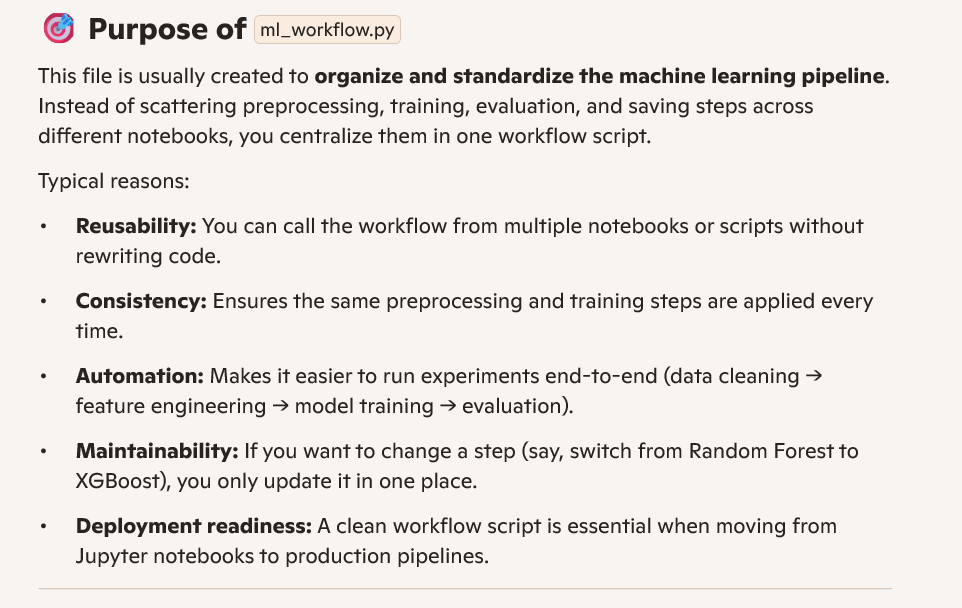 🎯 Purpose of ml_workflow.py
This file is usually created to organize and standardize the machine learning pipeline.
Instead of scattering preprocessing, training, evaluation, and saving steps across
different notebooks, you centralize them in one workflow script.
Typical reasons:
• Reusability: You can call the workflow from multiple notebooks or scripts without
rewriting code.
• Consistency: Ensures the same preprocessing and training steps are applied every
time.
• Automation: Makes it easier to run experiments end-to-end (data cleaning →
feature engineering → model training → evaluation).
• Maintainability: If you want to change a step (say, switch from Random Forest to
XGBoost), you only update it in one place.
• Deployment readiness: A clean workflow script is essential when moving from
Jupyter notebooks to production pipelines.